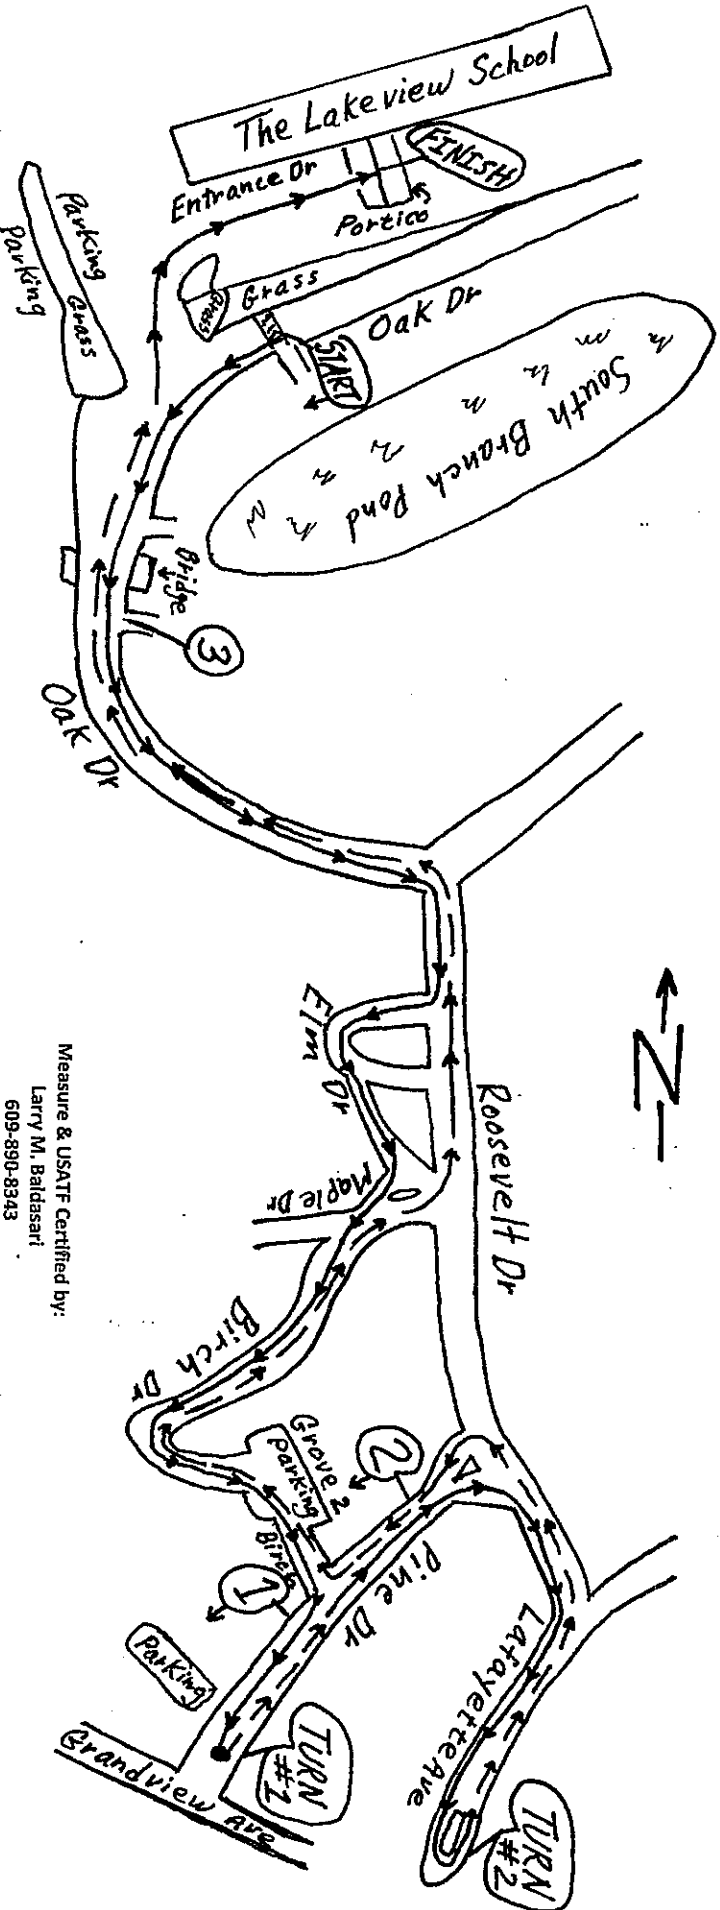 The Lakeview School
FINISH
Entrance Dr
Portico
Parking
Parking
Grass
Grass
Grass
Oak Dr
START
South Branch Pond
Bridge
3
Oak Dr
N
Elm Dr
Roosevelt Dr
Maple Dr
Birch Dr
Grove 2
Parking
2
Birch
1
Pine Dr
Parking
TURN
#1
Lafayette Ave
TURN
#2
Grandview Ave
Measure & USATF Certified by:
Larry M. Baldasari
609-890-8343